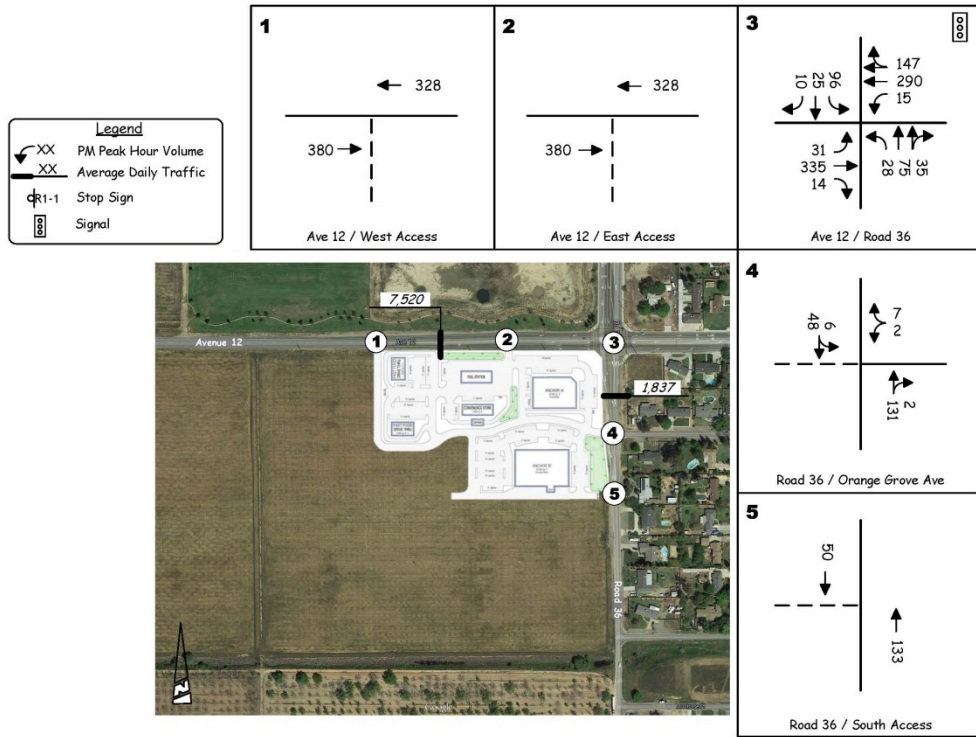 1
328
380
Ave 12 / West Access
2
328
380
Ave 12 / East Access
3
10
25
96
147
290
15
31
335
14
28
75
35
Ave 12 / Road 36
Legend
XX PM Peak Hour Volume
XX Average Daily Traffic
R1-1 Stop Sign
Signal
7,520
Avenue 12
1
2
3
1,837
4
5
Road 36
N
Google
4
48
6
7
2
131
2
Road 36 / Orange Grove Ave
5
50
133
Road 36 / South Access